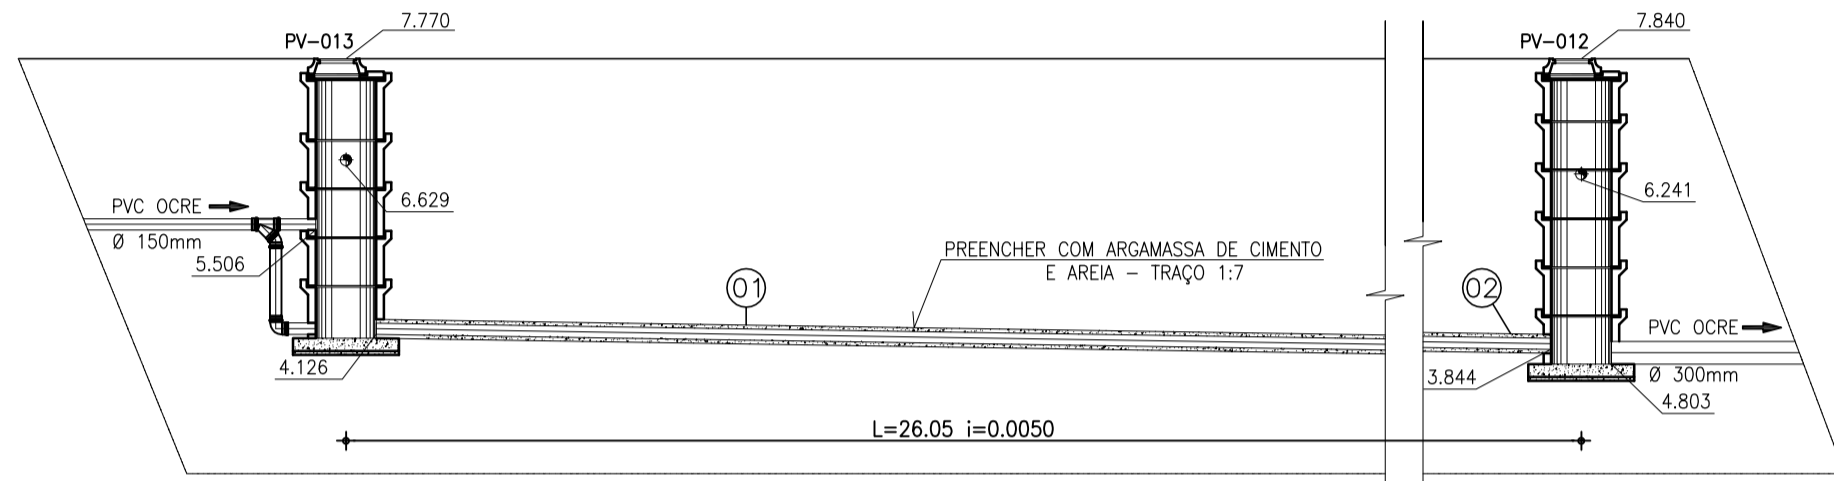 7.770
PV-013
7.840
PV-012
PVC OCRE
Ø 150mm
6.629
5.506
6.241
PREENCHER COM ARGAMASSA DE CIMENTO
E AREIA - TRAÇO 1:7
01
02
PVC OCRE
4.126
3.844
Ø 300mm
4.803
L=26.05 i=0.0050